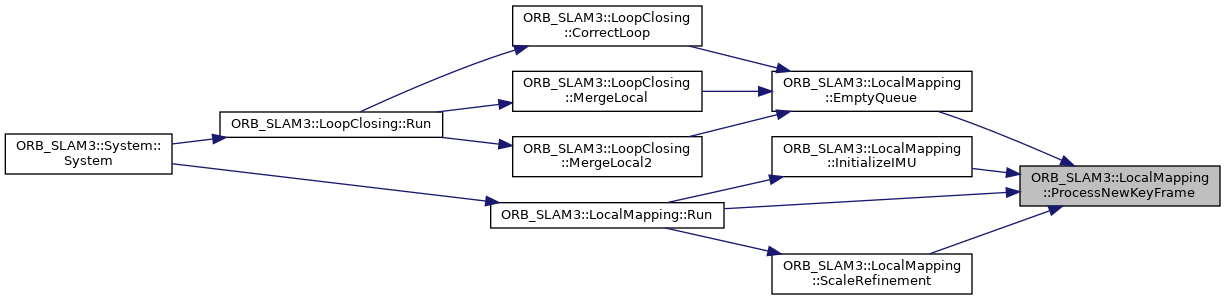 ORB_SLAM3::LoopClosing
::CorrectLoop
ORB_SLAM3::LoopClosing
::MergeLocal
ORB_SLAM3::LocalMapping
::EmptyQueue
ORB_SLAM3::LoopClosing::Run
ORB_SLAM3::System::
System
ORB_SLAM3::LoopClosing
::MergeLocal2
ORB_SLAM3::LocalMapping
::InitializeIMU
ORB_SLAM3::LocalMapping
::ProcessNewKeyFrame
ORB_SLAM3::LocalMapping::Run
ORB_SLAM3::LocalMapping
::ScaleRefinement